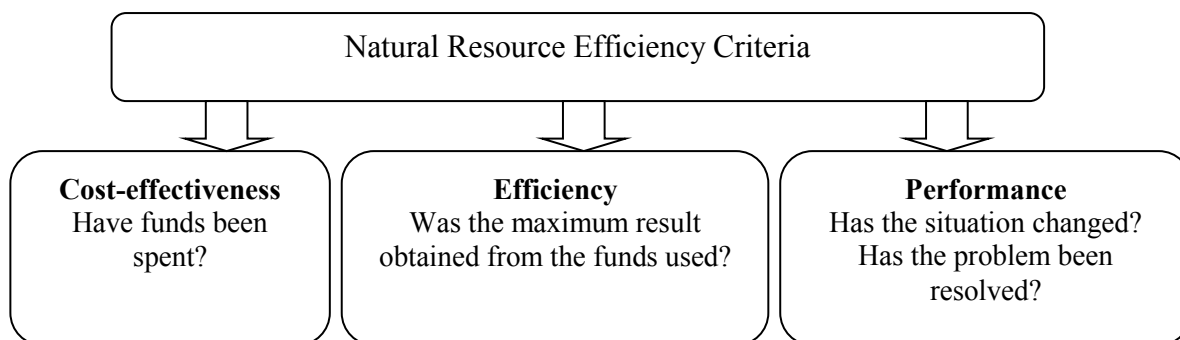 Natural Resource Efficiency Criteria
Cost-effectiveness
Have funds been
spent?
Efficiency
Was the maximum result
obtained from the funds used?
Performance
Has the situation changed?
Has the problem been
resolved?